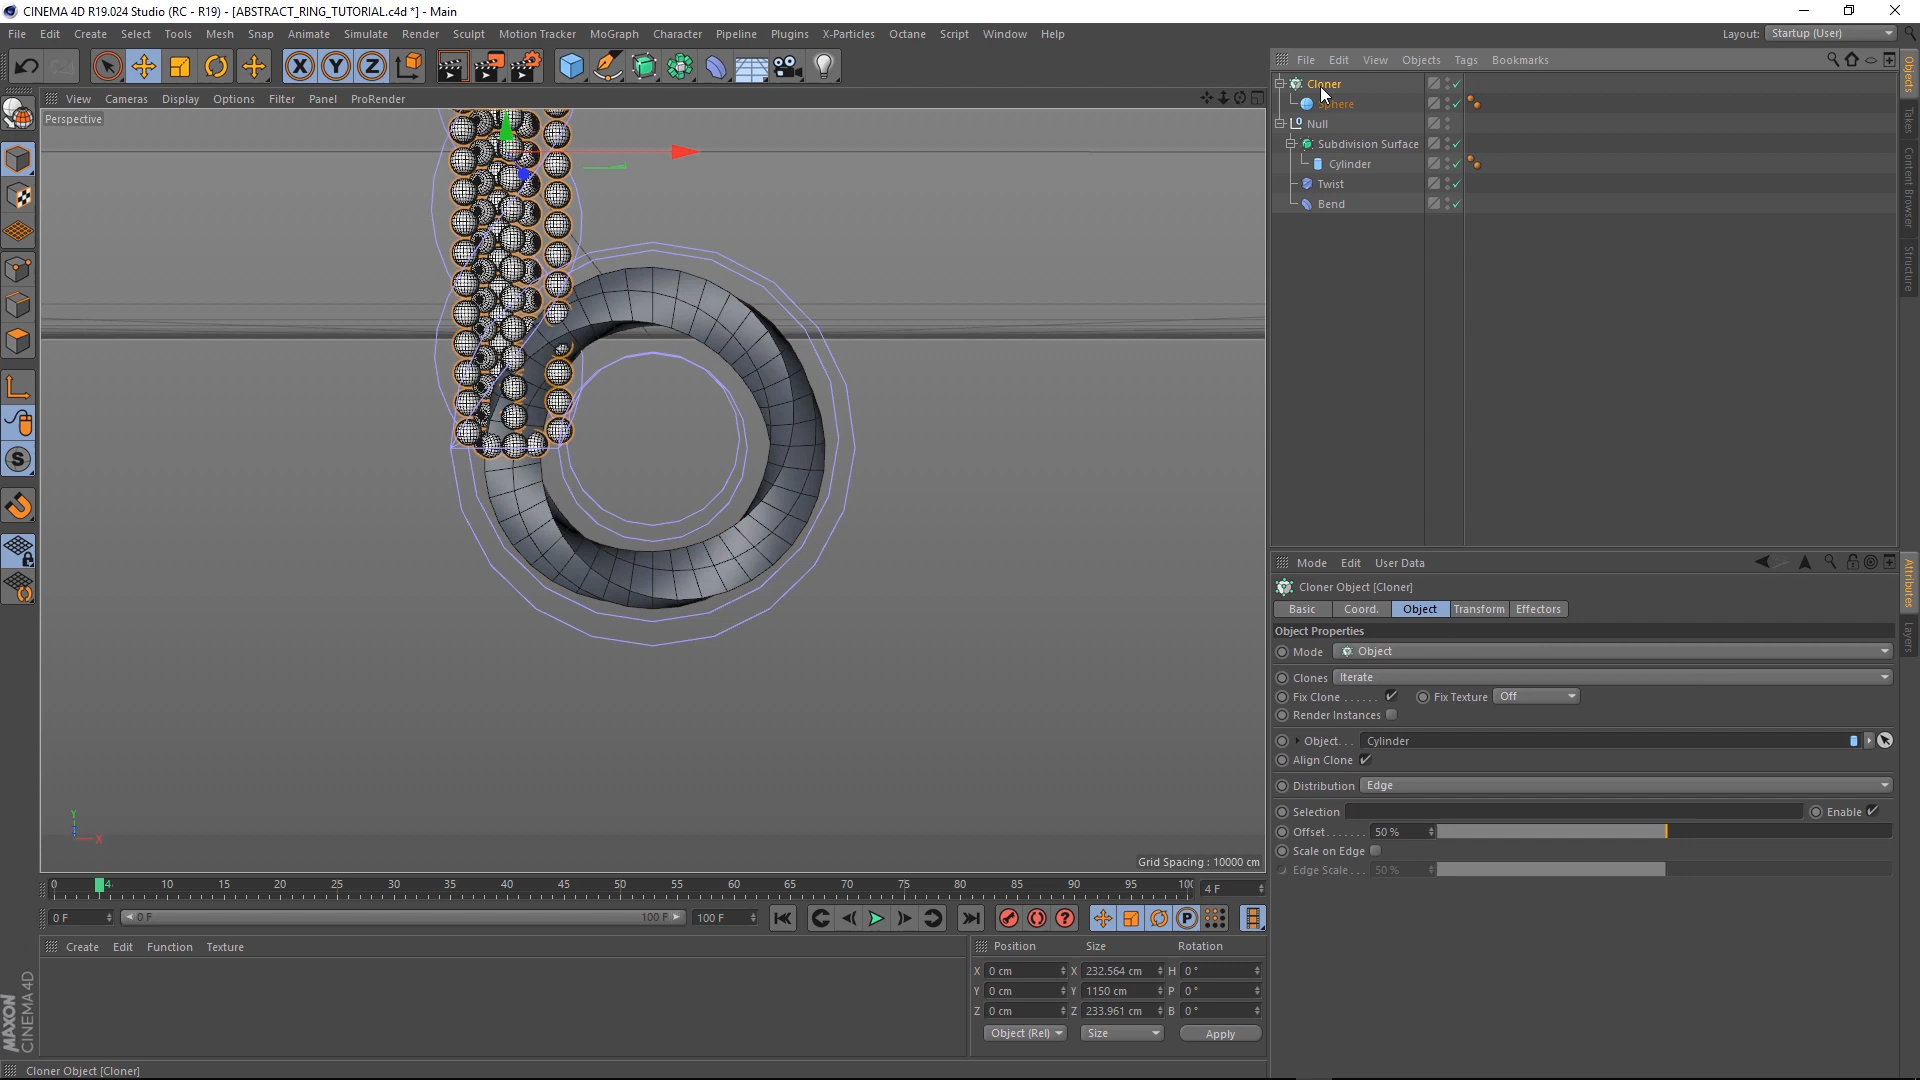 CINEMA 4D R19.024 Studio (RC - R19) - [ABSTRACT_RING_TUTORIAL.c4d *] - Main
File Edit Create Select Tools Mesh Snap Animate Simulate Render Sculpt Motion Tracker MoGraph Character Pipeline Plugins X-Particles Octane Script Window Help
Layout: Startup (User)
X Y Z
File Edit View Objects Tags Bookmarks
View Cameras Display Options Filter Panel ProRender
Perspective
Cloner
Sphere
Null
Subdivision Surface
Cylinder
Twist
Bend
Objects
Takes
Content Browser
Structure
Mode Edit User Data
Cloner Object [Cloner]
Basic Coord. Object Transform Effectors
Object Properties
Mode Object
Clones Iterate
Fix Clone ...... Fix Texture Off
Render Instances
Object... Cylinder
Align Clone
Distribution Edge
Selection Enable
Offset....... 50 %
Scale on Edge
Edge Scale... 50 %
Attributes
Layers
S
Y
X
Grid Spacing : 10000 cm
0 4 10 15 20 25 30 35 40 45 50 55 60 65 70 75 80 85 90 95 100 4 F
0 F 0 F 100 F 100 F
P
Create Edit Function Texture
Position Size Rotation
X 0 cm X 232.564 cm H 0 °
Y 0 cm Y 1150 cm P 0 °
Z 0 cm Z 233.961 cm B 0 °
Object (Rel) Size Apply
MAXON
CINEMA 4D
Cloner Object [Cloner]